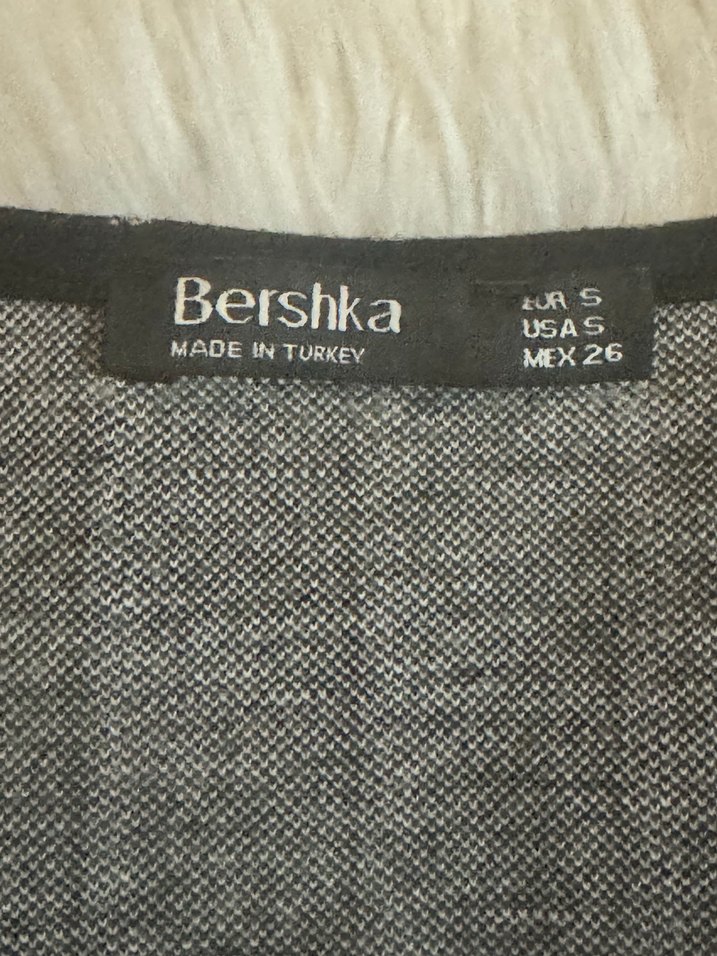 Bershka
MADE IN TURKEY
EUR S
USA S
MEX 26